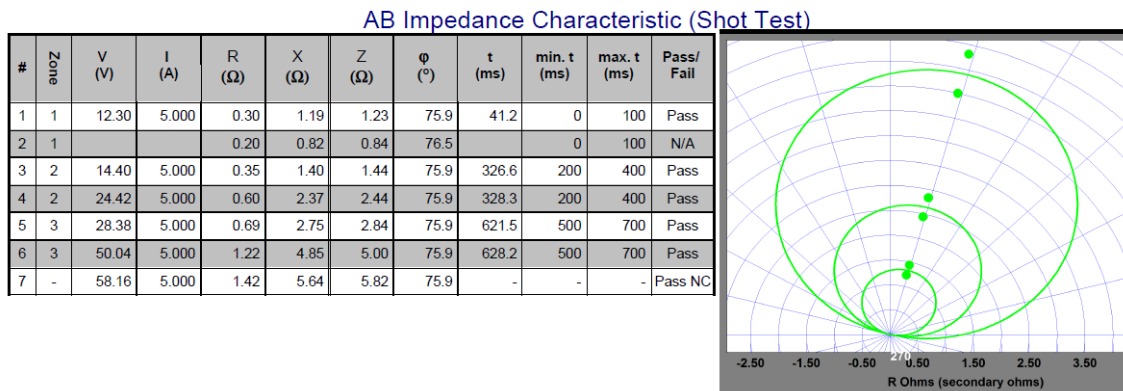 AB Impedance Characteristic (Shot Test)
# Zone V (V) I (A) R (Ω) X (Ω) Z (Ω) φ (º) t (ms) min. t (ms) max. t (ms) Pass/ Fail
1 1 12.30 5.000 0.30 1.19 1.23 75.9 41.2 0 100 Pass
2 1 0.20 0.82 0.84 76.5 0 100 N/A
3 2 14.40 5.000 0.35 1.40 1.44 75.9 326.6 200 400 Pass
4 2 24.42 5.000 0.60 2.37 2.44 75.9 328.3 200 400 Pass
5 3 28.38 5.000 0.69 2.75 2.84 75.9 621.5 500 700 Pass
6 3 50.04 5.000 1.22 4.85 5.00 75.9 628.2 500 700 Pass
7 - 58.16 5.000 1.42 5.64 5.82 75.9 - - - Pass NC
270
-2.50 -1.50 -0.50 0.50 1.50 2.50 3.50
R Ohms (secondary ohms)